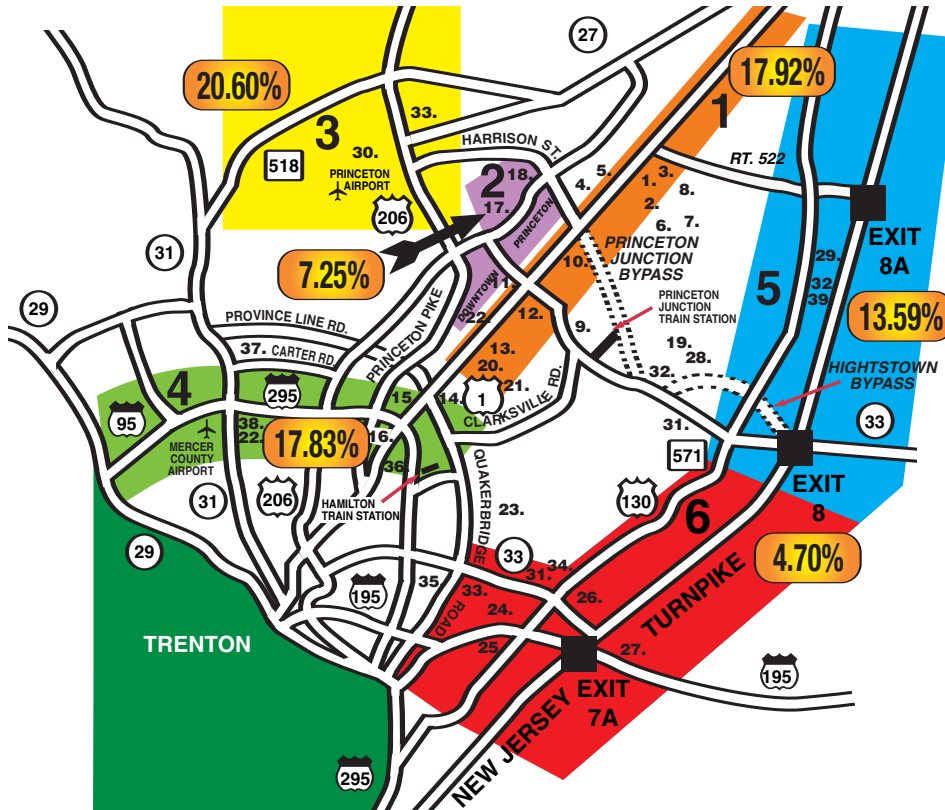 27
17.92%
20.60%
1
33.
3
HARRISON ST.
30.
518
PRINCETON
AIRPORT
RT. 522
2
18.
5.
4.
3.
1.
8.
2.
17.
206
PRINCETON
6.
7.
EXIT
8A
31
PRINCETON
JUNCTION
BYPASS
10.
29.
7.25%
5
32
39
11.
DOWNTOWN
29
PRINCETON
JUNCTION
TRAIN STATION
13.59%
PROVINCE LINE RD.
PRINCETON PIKE
22.
12.
9.
37. CARTER RD.
13.
19.
28.
HIGHTSTOWN
BYPASS
20.
21.
32.
4
295
15.
14.
1
CLARKSVILLE RD.
95
38.
22.
17.83%
16.
31.
33
MERCER
COUNTY
AIRPORT
36.
571
31
206
HAMILTON
TRAIN STATION
QUAKERBRIDGE
ROAD
23.
130
6
EXIT
8
29
33
4.70%
34.
31.
195
35
33.
26.
24.
TURNPIKE
TRENTON
25
27.
195
EXIT
7A
NEW JERSEY
295